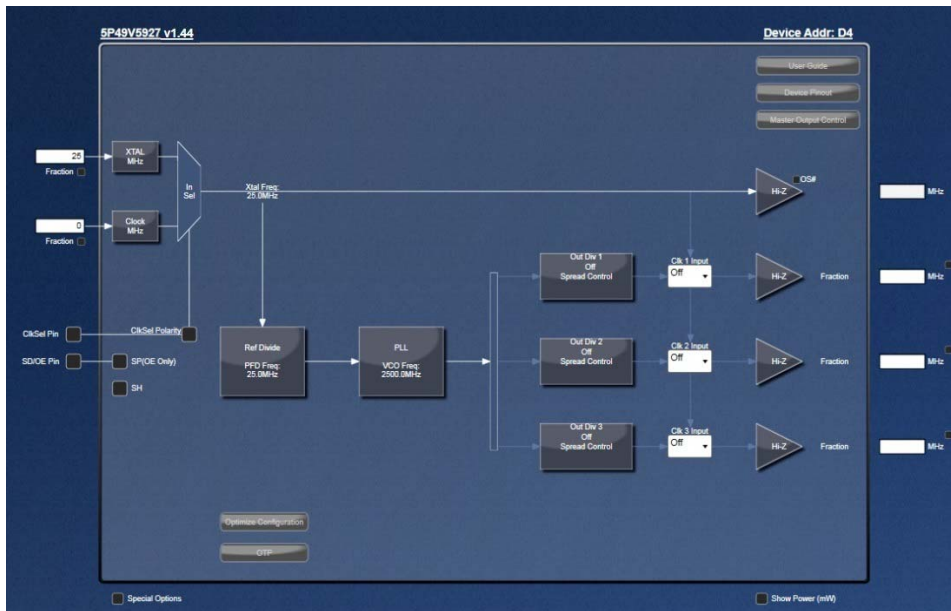 5P49V5927 v1.44
Device Addr: D4
User Guide
Device Pinout
Master Output Control
25
Fraction
XTAL
MHz
In
Sel
Xtal Freq:
25.0MHz
Hi-Z
OS#
MHz
0
Fraction
Clock
MHz
Out Div 1
Off
Spread Control
Clk 1 Input
Off
Hi-Z
Fraction
MHz
ClkSel Pin
ClkSel Polarity
SD/OE Pin
SP(OE Only)
SH
Ref Divide
PFD Freq:
25.0MHz
PLL
VCO Freq:
2500.0MHz
Out Div 2
Off
Spread Control
Clk 2 Input
Off
Hi-Z
Fraction
MHz
Out Div 3
Off
Spread Control
Clk 3 Input
Off
Hi-Z
Fraction
MHz
Optimize Configuration
OTP
Special Options
Show Power (mW)